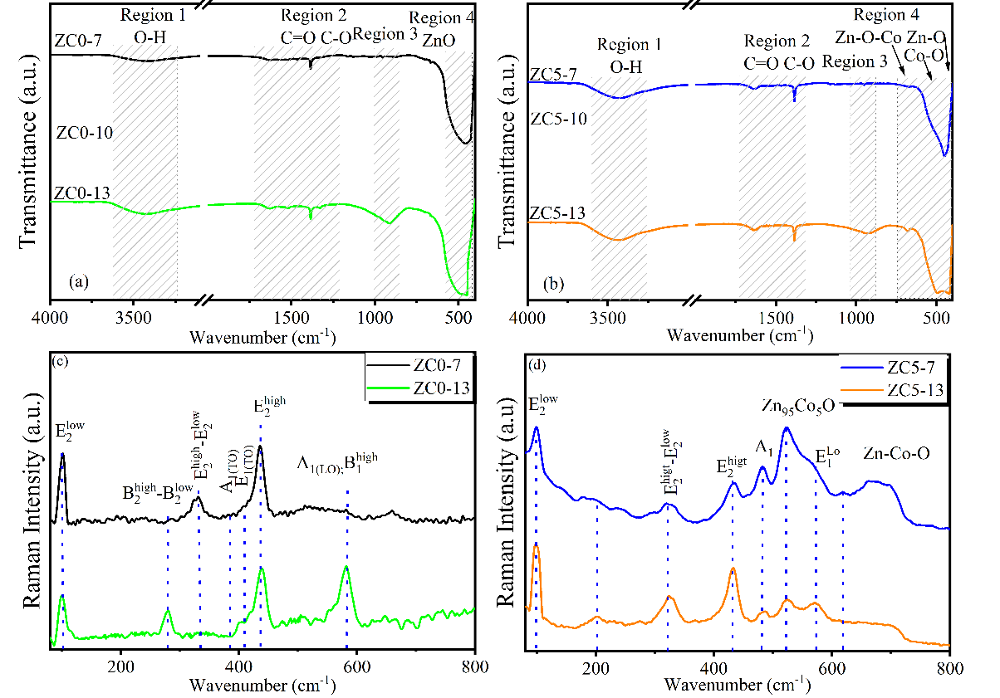 Region 1
O-H
Region 2
C=O C-O
Region 3
Region 4
ZnO
ZC0-7
ZC0-10
ZC0-13
(a)
Transmittance (a.u.)
4000 3500 1500 1000 500
Wavenumber (cm-1)
Region 1
O-H
Region 2
C=O C-O
Region 3
Region 4
Zn-O-Co Zn-O
Co-O
ZC5-7
ZC5-10
ZC5-13
(b)
Transmittance (a.u.)
4000 3500 1500 1000 500
Wavenumber (cm-1)
(c)
ZC0-7
ZC0-13
E2low
B2high-B2low
E2high-E2low
A1(TO)
E1(TO)
E2high
A1(LO);B1high
Raman Intensity (a.u)
200 400 600 800
Wavenumber (cm-1)
(d)
ZC5-7
ZC5-13
E2low
E2higt-E2low
E2higt
A1
Zn95Co5O
E1Lo
Zn-Co-O
Raman Intensity (a.u.)
200 400 600 800
Wavenumber (cm-1)